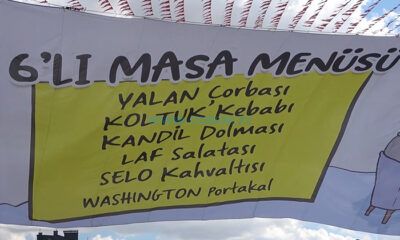 6'LI MASA MENÜSÜ
YALAN Çorbası
KOLTUK Kebabı
KANDİL Dolması
LAF Salatası
SELO Kahvaltısı
WASHINGTON Portakal